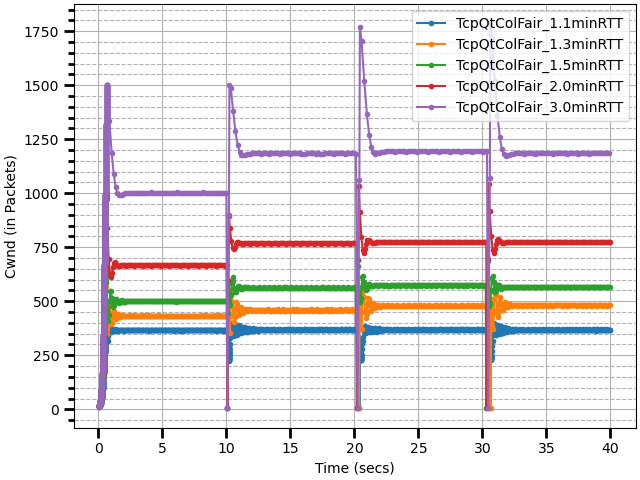 TcpQtColFair_1.1minRTT
TcpQtColFair_1.3minRTT
TcpQtColFair_1.5minRTT
TcpQtColFair_2.0minRTT
TcpQtColFair_3.0minRTT
Cwnd (in Packets)
1750
1500
1250
1000
750
500
250
0
0 5 10 15 20 25 30 35 40
Time (secs)